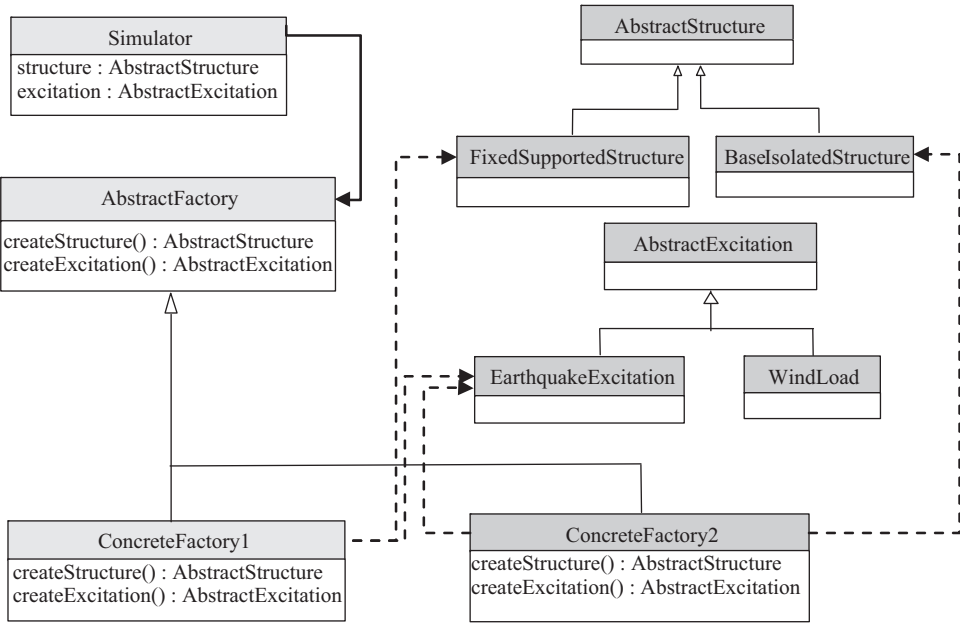 Simulator
structure : AbstractStructure
excitation : AbstractExcitation
AbstractStructure
FixedSupportedStructure
BaseIsolatedStructure
AbstractFactory
createStructure() : AbstractStructure
createExcitation() : AbstractExcitation
AbstractExcitation
EarthquakeExcitation
WindLoad
ConcreteFactory1
createStructure() : AbstractStructure
createExcitation() : AbstractExcitation
ConcreteFactory2
createStructure() : AbstractStructure
createExcitation() : AbstractExcitation